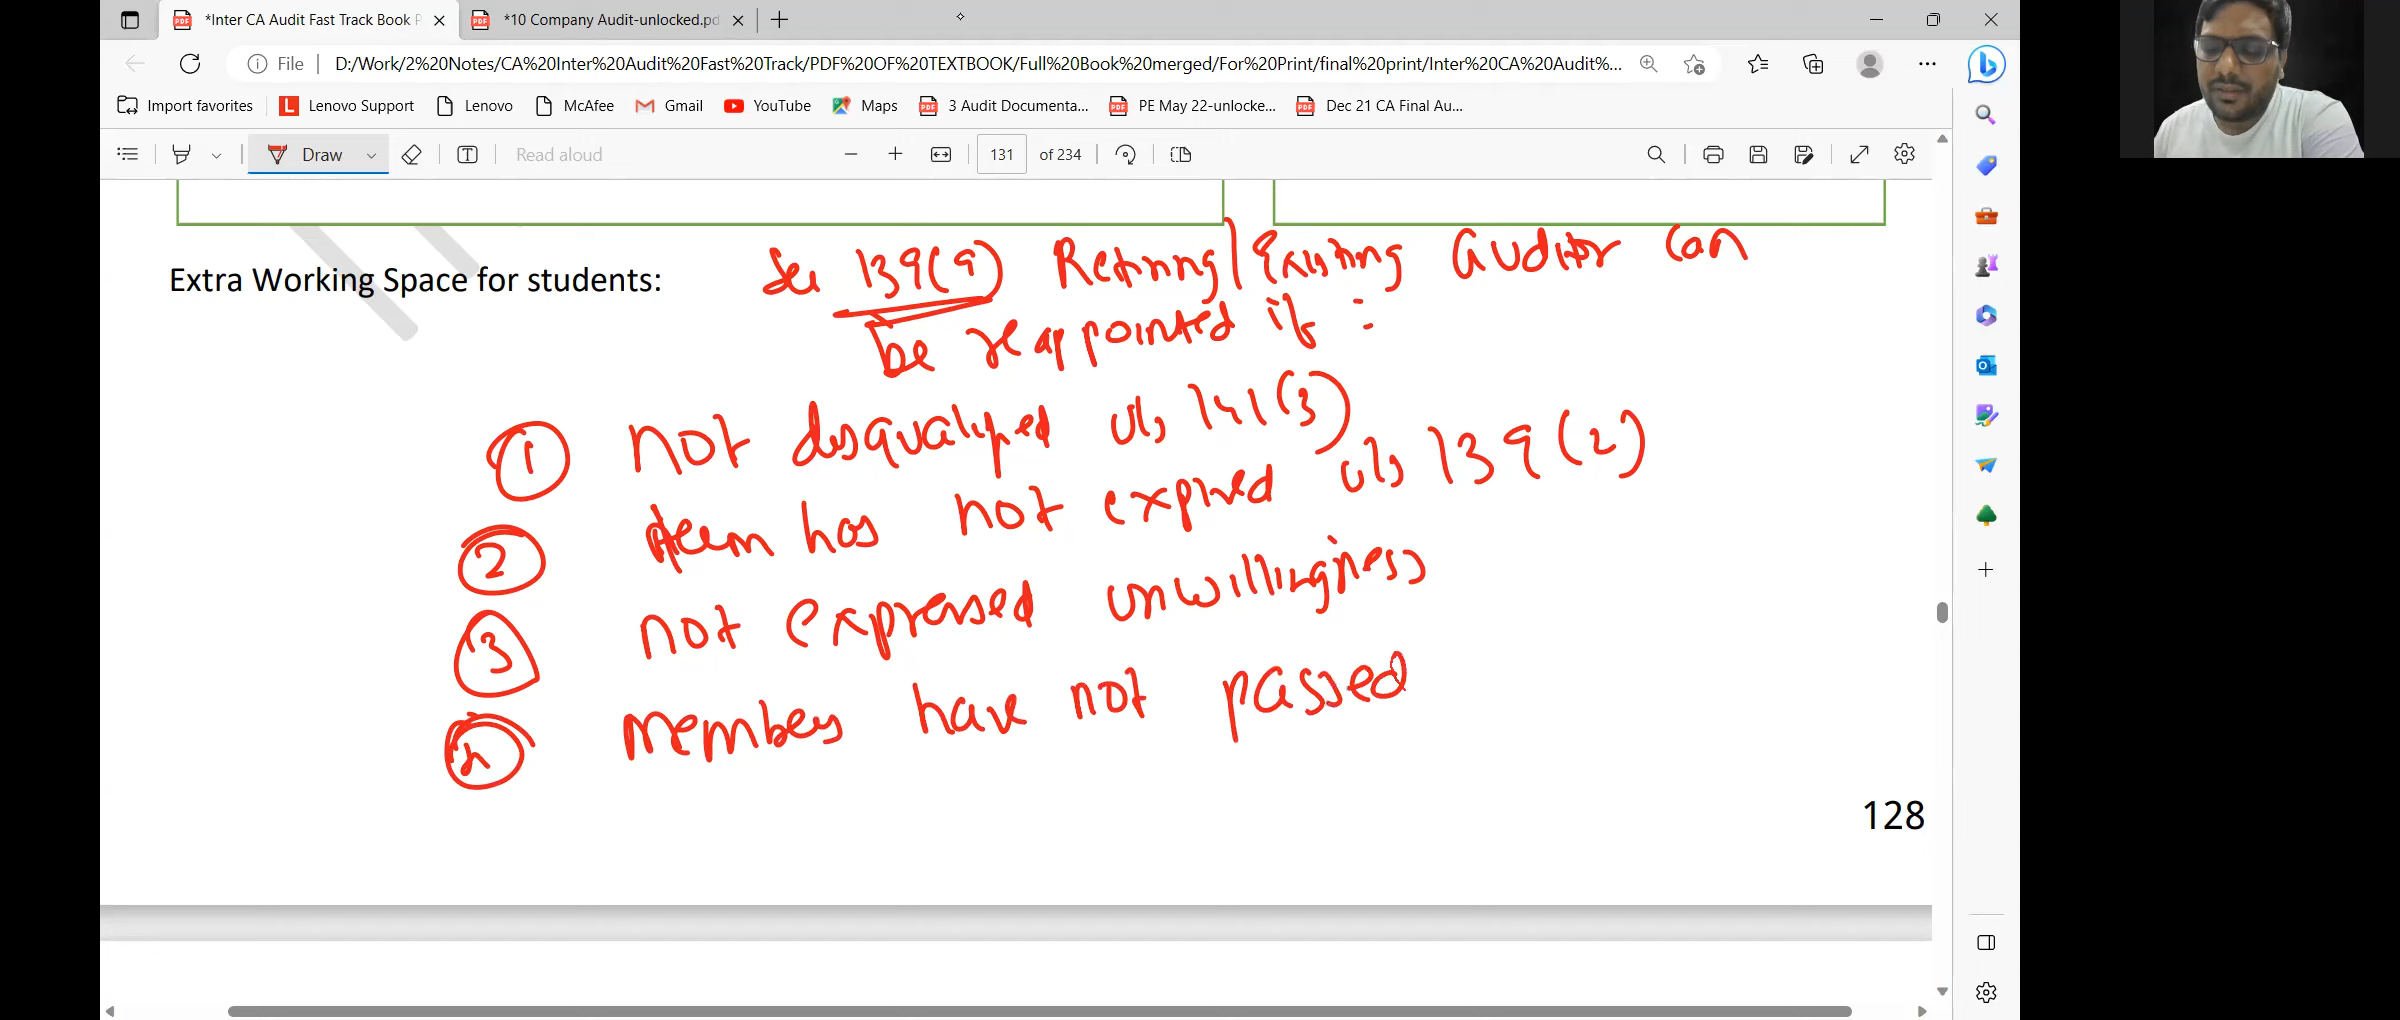 *Inter CA Audit Fast Track Book P
*10 Company Audit-unlocked.pd
File | D:/Work/2%20Notes/CA%20Inter%20Audit%20Fast%20Track/PDF%20OF%20TEXTBOOK/Full%20Book%20merged/For%20Print/final%20print/Inter%20CA%20Audit%...
Import favorites Lenovo Support Lenovo McAfee Gmail YouTube Maps 3 Audit Documenta... PE May 22-unlocke... Dec 21 CA Final Au...
Draw Read aloud 131 of 234
Extra Working Space for students:
Sec 139(9) Retiring/Existing Auditor can
be reappointed if :
1 not disqualified u/s 141(3)
2 term has not expired u/s 139(2)
3 not expressed unwillingness
4 members have not passed
128